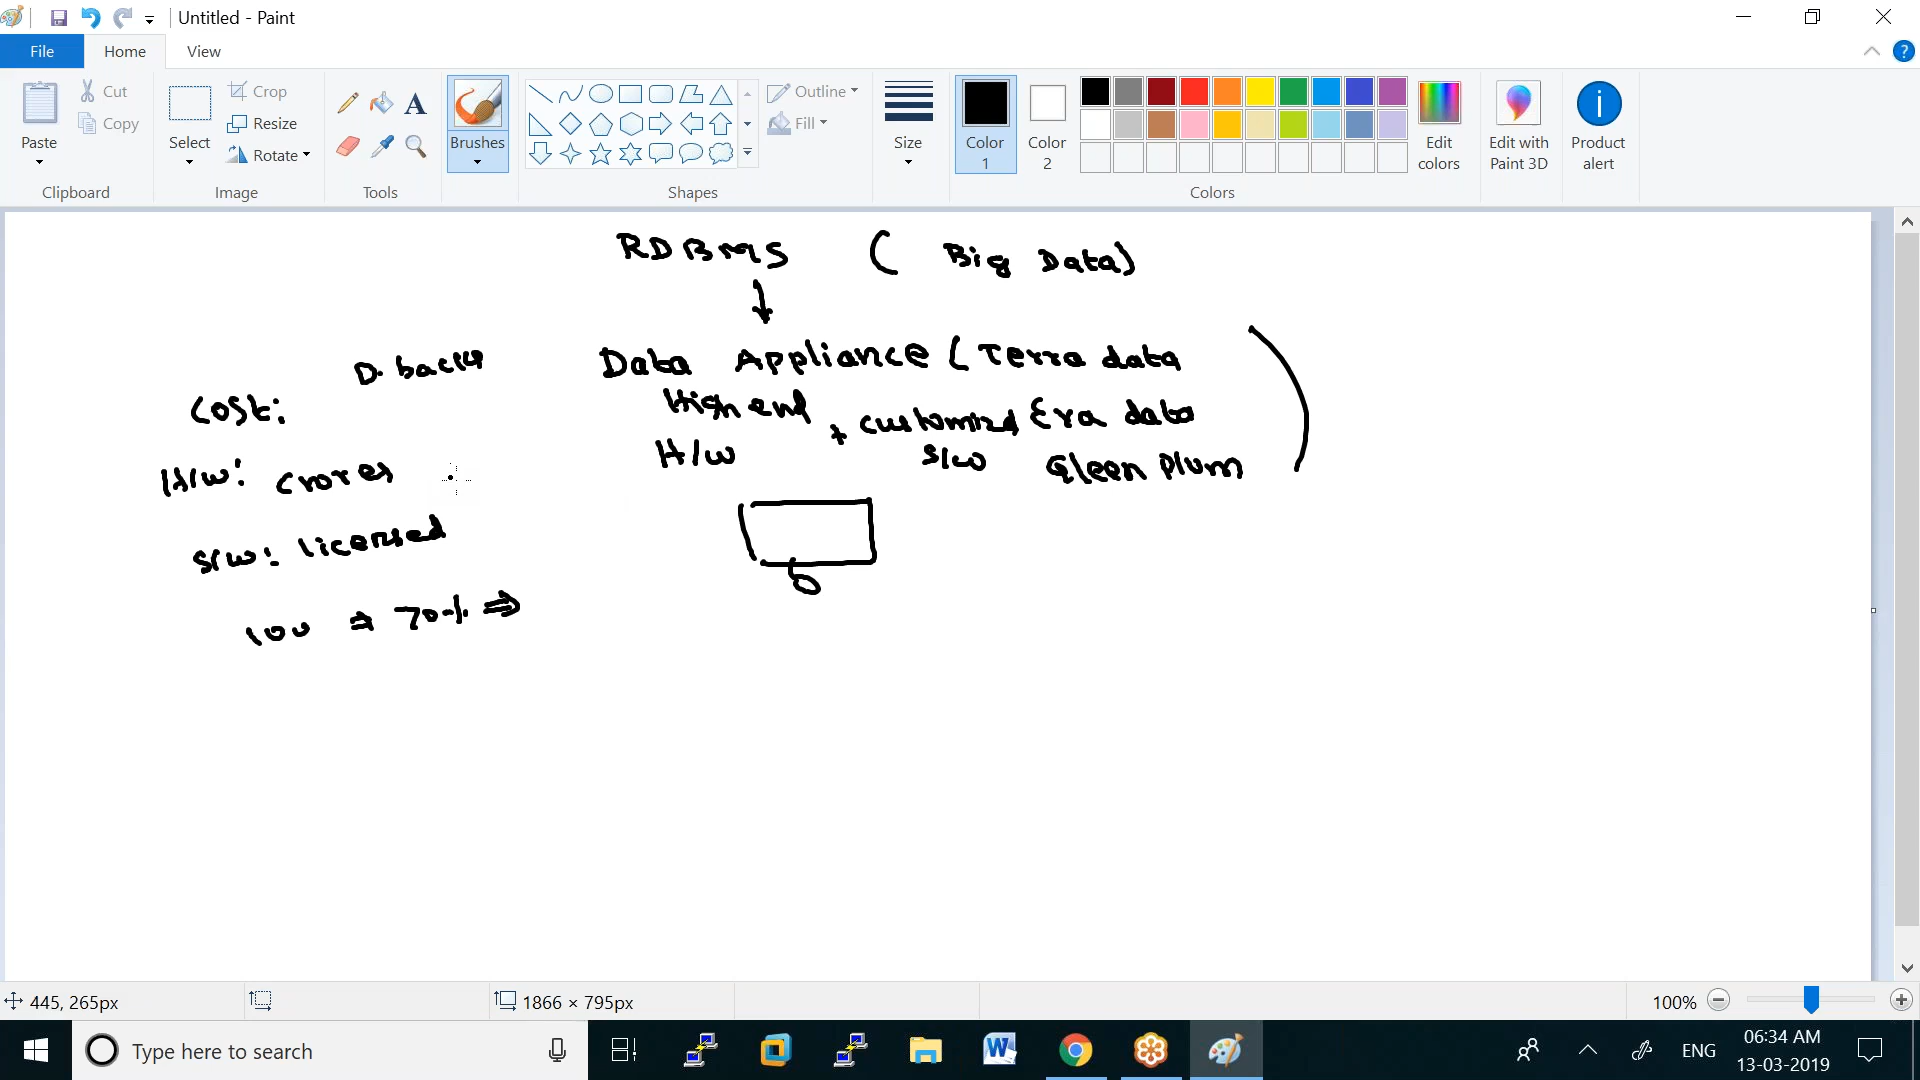 Untitled - Paint
File Home View
Paste Cut Copy Clipboard
Select Crop Resize Rotate Image
Tools
Brushes
Shapes
Outline Fill
Size
Color 1
Color 2
Edit colors
Edit with Paint 3D
Product alert
Colors
RDBMS ( Big Data)
Data Appliance (Terra data
High end + customized Exa data
H/W S/W Gleen Plum
Cost:
H/W: crores
S/W: licensed
100 ⇒ 70% ⇒
445, 265px
1866 × 795px
100%
Type here to search
ENG
06:34 AM
13-03-2019